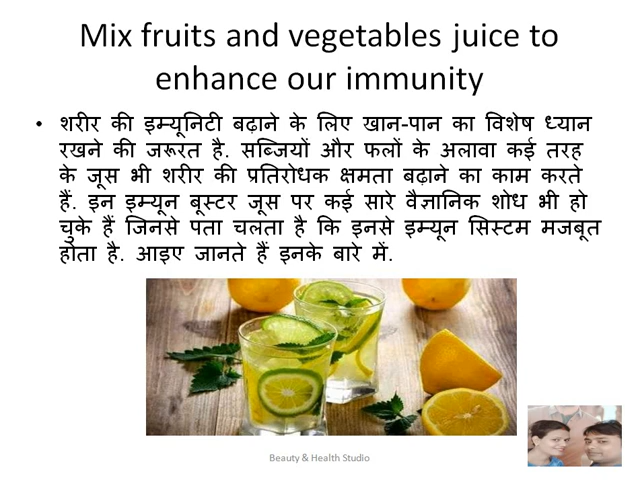 Mix fruits and vegetables juice to
enhance our immunity
• शरीर की इम्यूनिटी बढ़ाने के लिए खान-पान का विशेष ध्यान
रखने की जरूरत है. सब्जियों और फलों के अलावा कई तरह
के जूस भी शरीर की प्रतिरोधक क्षमता बढ़ाने का काम करते
हैं. इन इम्यून बूस्टर जूस पर कई सारे वैज्ञानिक शोध भी हो
चुके हैं जिनसे पता चलता है कि इनसे इम्यून सिस्टम मजबूत
होता है. आइए जानते हैं इनके बारे में.
Beauty & Health Studio